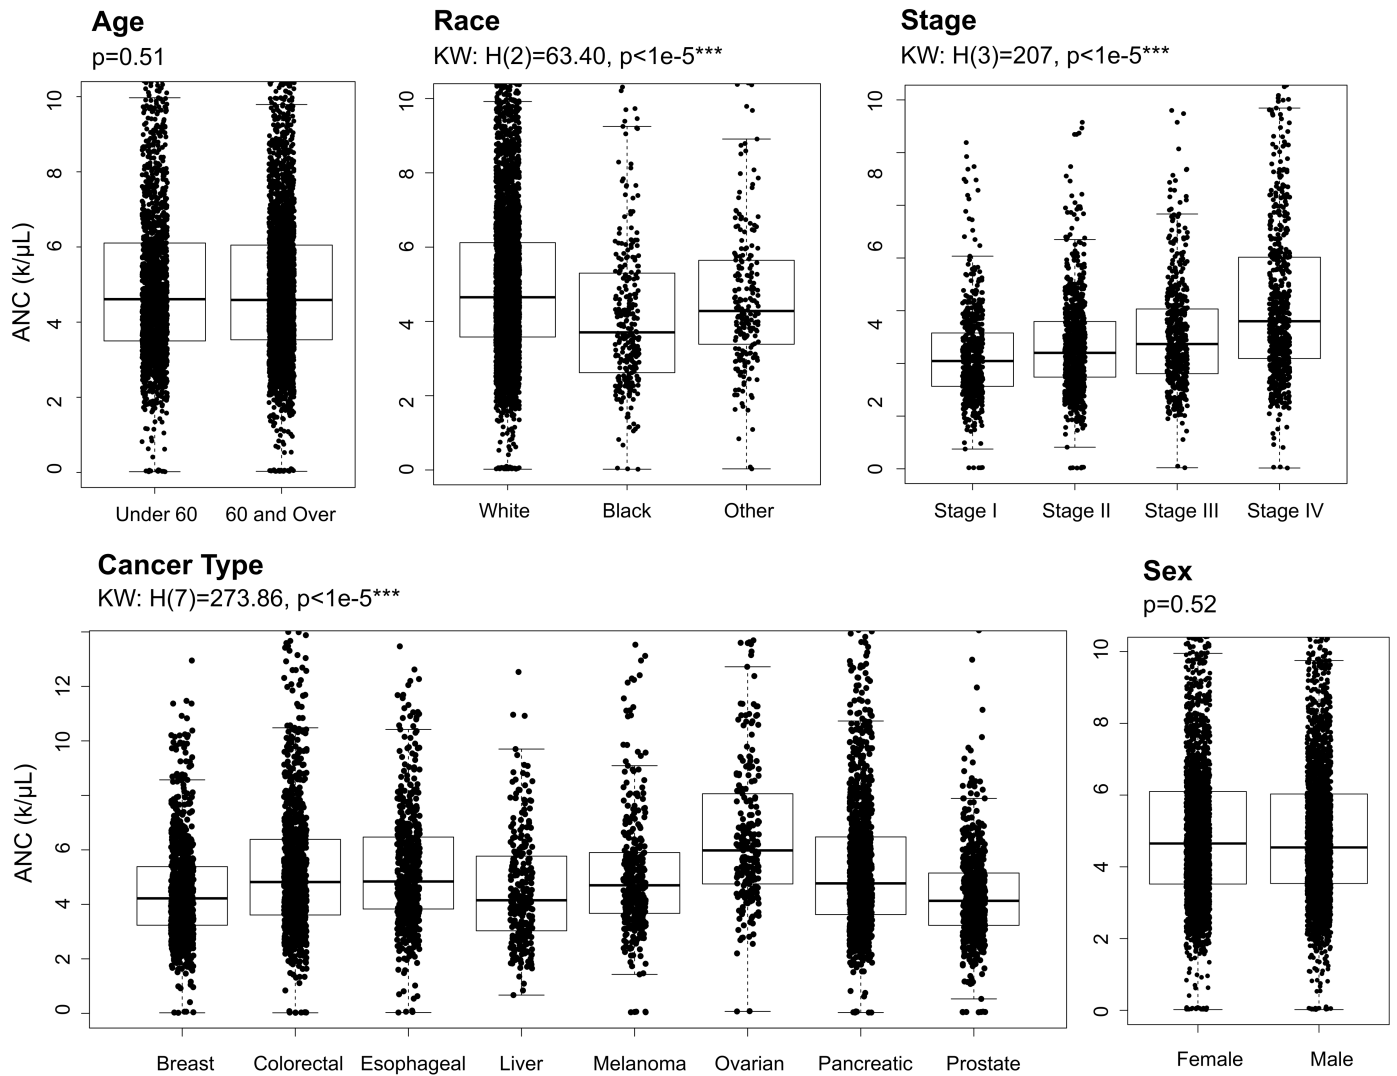 Age
p=0.51
Race
KW: H(2)=63.40, p<1e-5***
Stage
KW: H(3)=207, p<1e-5***
ANC (k/μL)
10
8
6
4
2
0
Under 60 60 and Over
10
8
6
4
2
0
White Black Other
10
8
6
4
2
0
Stage I Stage II Stage III Stage IV
Cancer Type
KW: H(7)=273.86, p<1e-5***
Sex
p=0.52
ANC (k/μL)
12
10
6
4
2
0
Breast Colorectal Esophageal Liver Melanoma Ovarian Pancreatic Prostate
10
8
6
4
2
0
Female Male